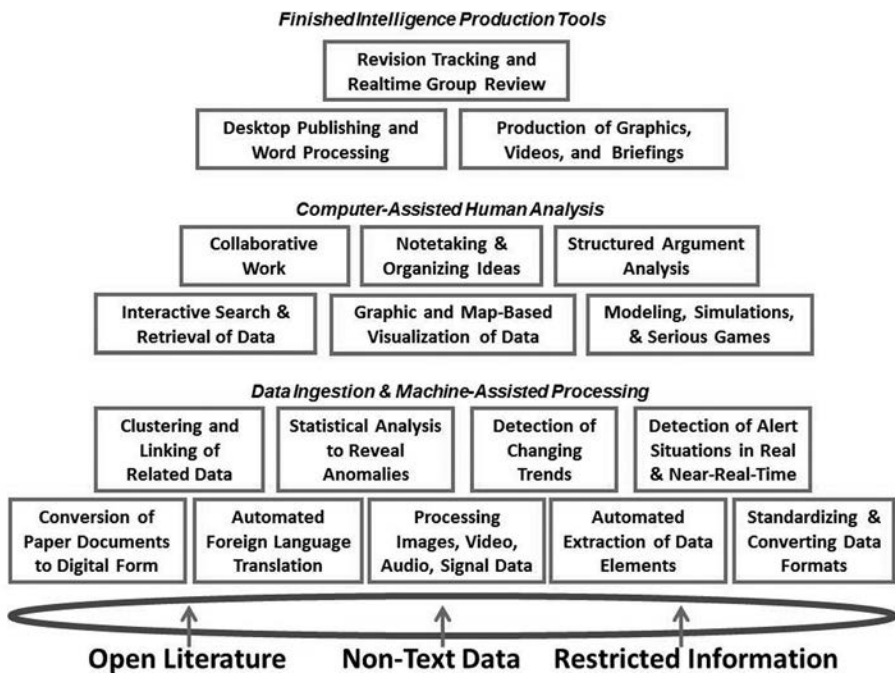 Finished Intelligence Production Tools
Revision Tracking and
Realtime Group Review
Desktop Publishing and
Word Processing
Production of Graphics,
Videos, and Briefings
Computer-Assisted Human Analysis
Collaborative
Work
Notetaking &
Organizing Ideas
Structured Argument
Analysis
Interactive Search &
Retrieval of Data
Graphic and Map-Based
Visualization of Data
Modeling, Simulations,
& Serious Games
Data Ingestion & Machine-Assisted Processing
Clustering and
Linking of
Related Data
Statistical Analysis
to Reveal
Anomalies
Detection of
Changing
Trends
Detection of Alert
Situations in Real
& Near-Real-Time
Conversion of
Paper Documents
to Digital Form
Automated
Foreign Language
Translation
Processing
Images, Video,
Audio, Signal Data
Automated
Extraction of Data
Elements
Standardizing &
Converting Data
Formats
Open Literature
Non-Text Data
Restricted Information